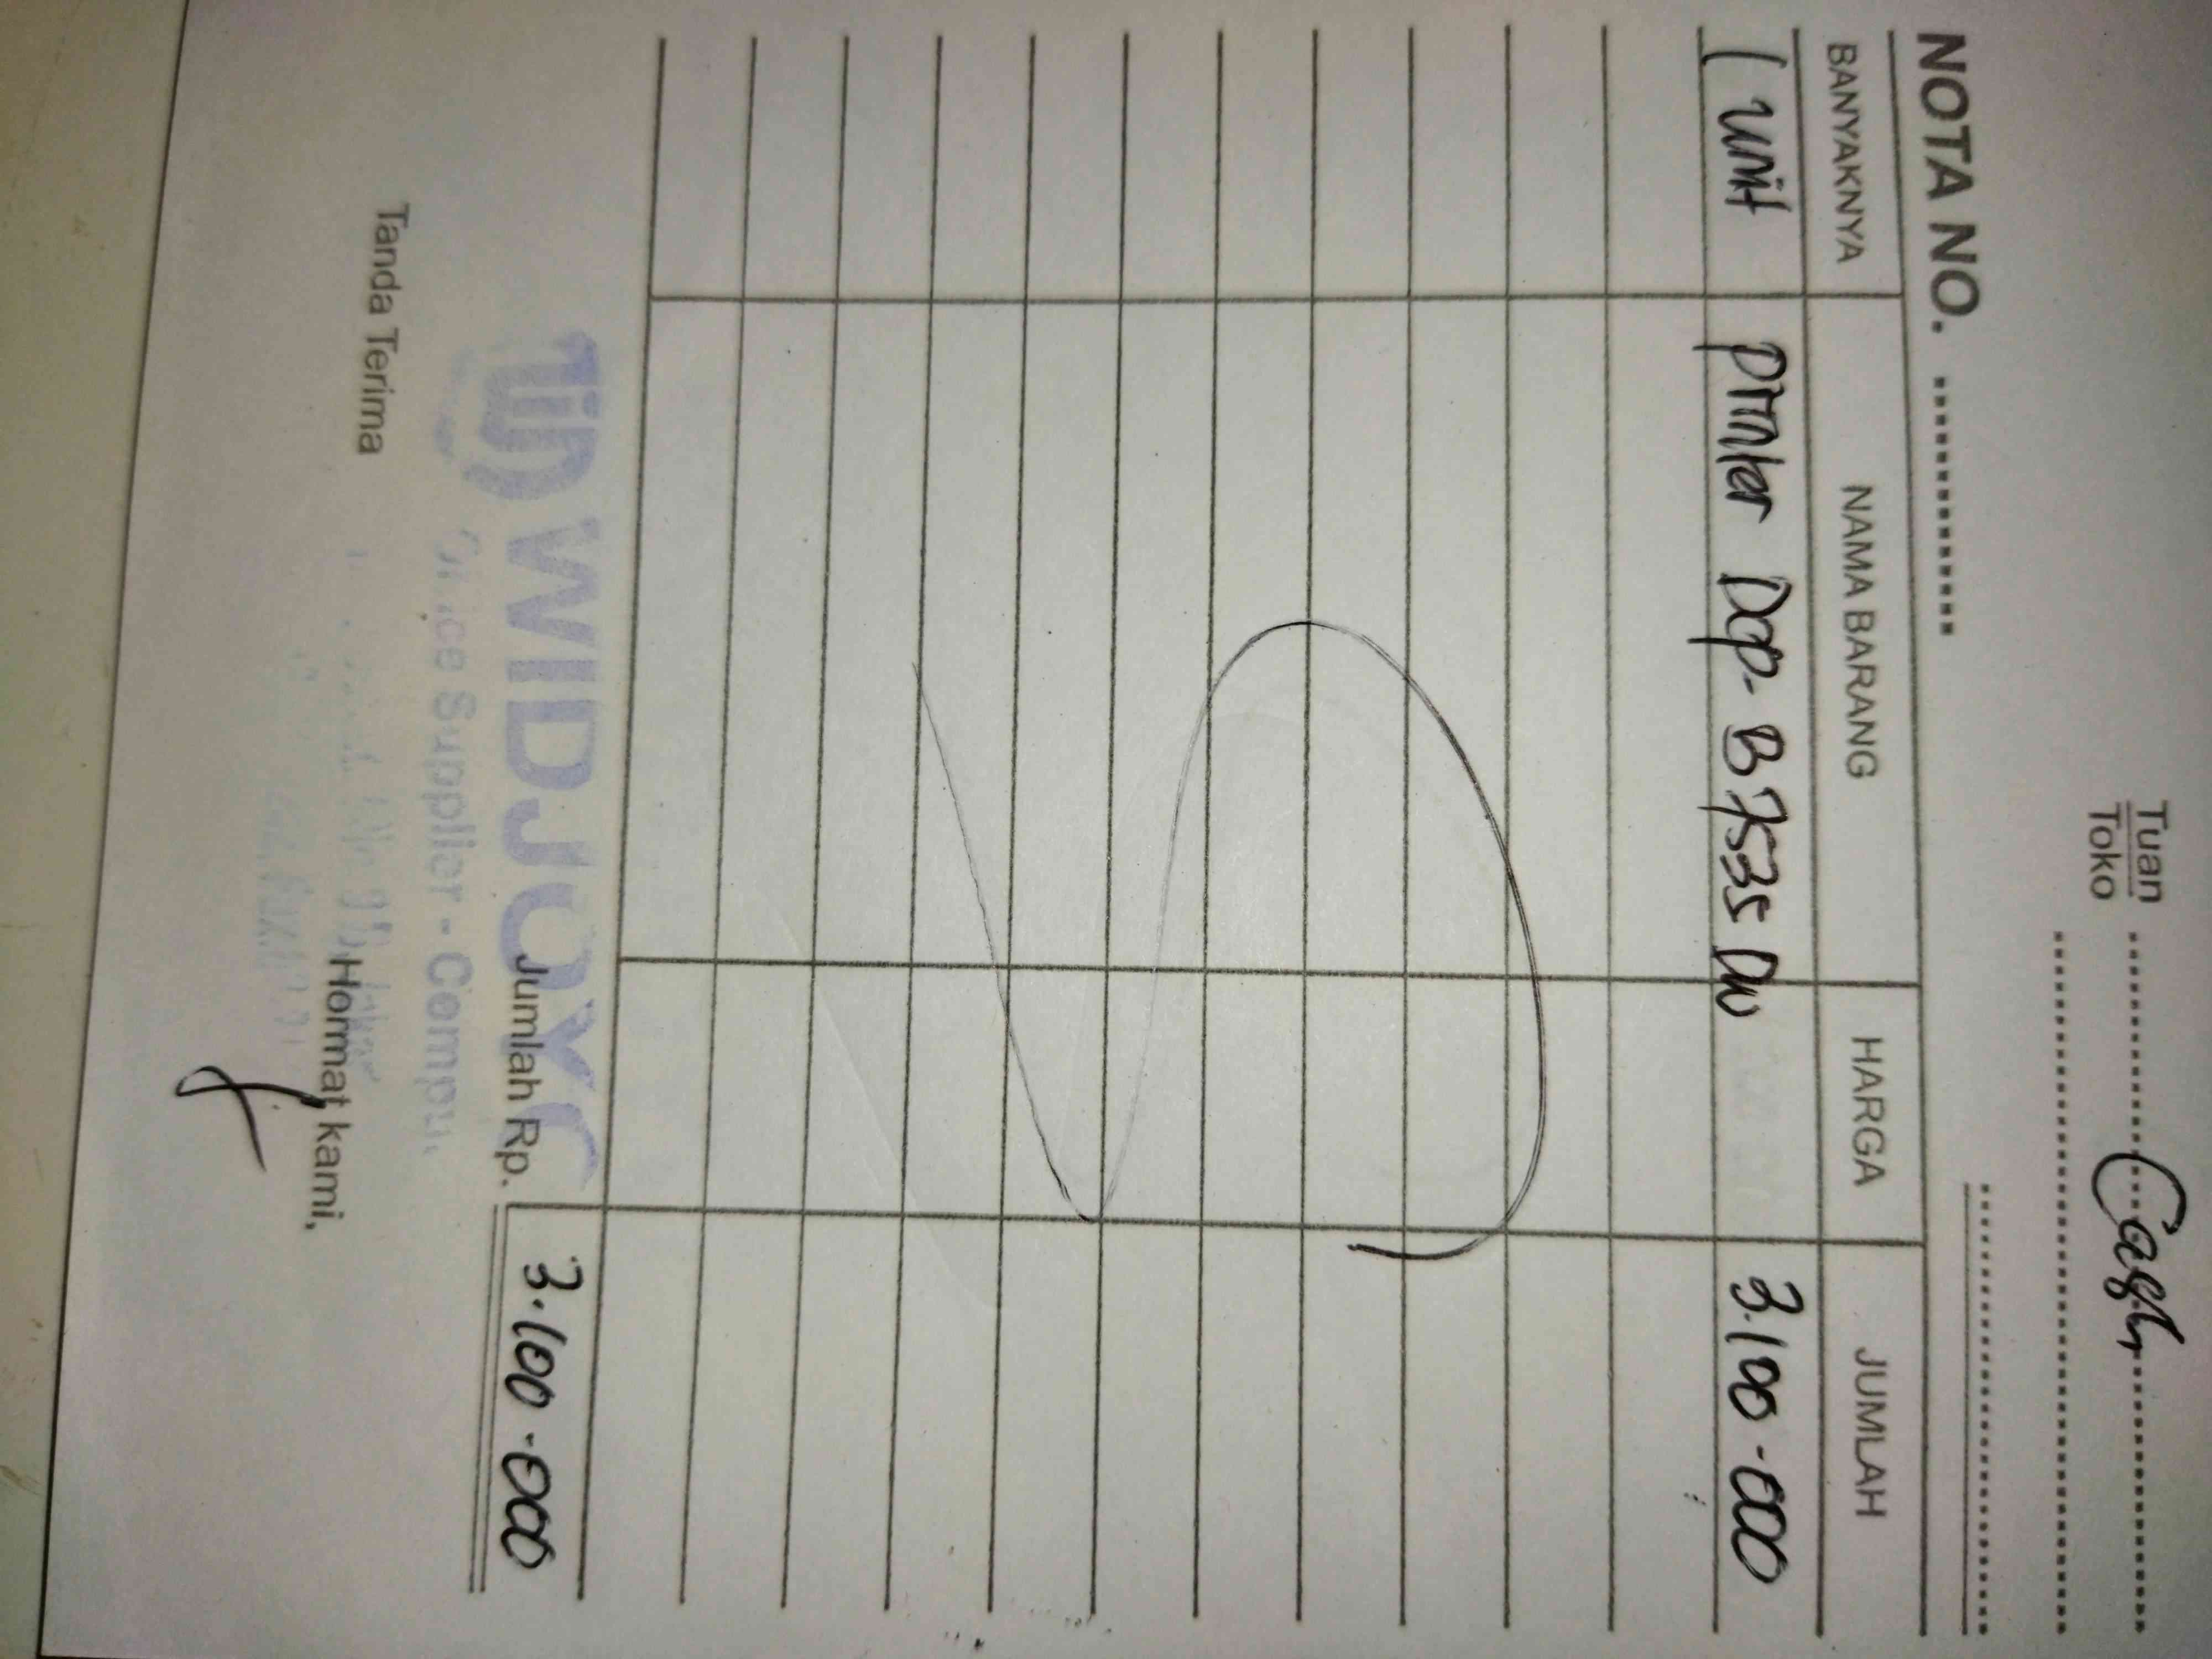 Tuan
Toko
Cash
NOTA NO.
BANYAKNYA NAMA BARANG HARGA JUMLAH
1 unit Printer Dcp-B7535 DW 3.100.000
Jumlah Rp. 3.100.000
WIDJOYO
Office Supplier - Compu
Tanda Terima Hormat kami,